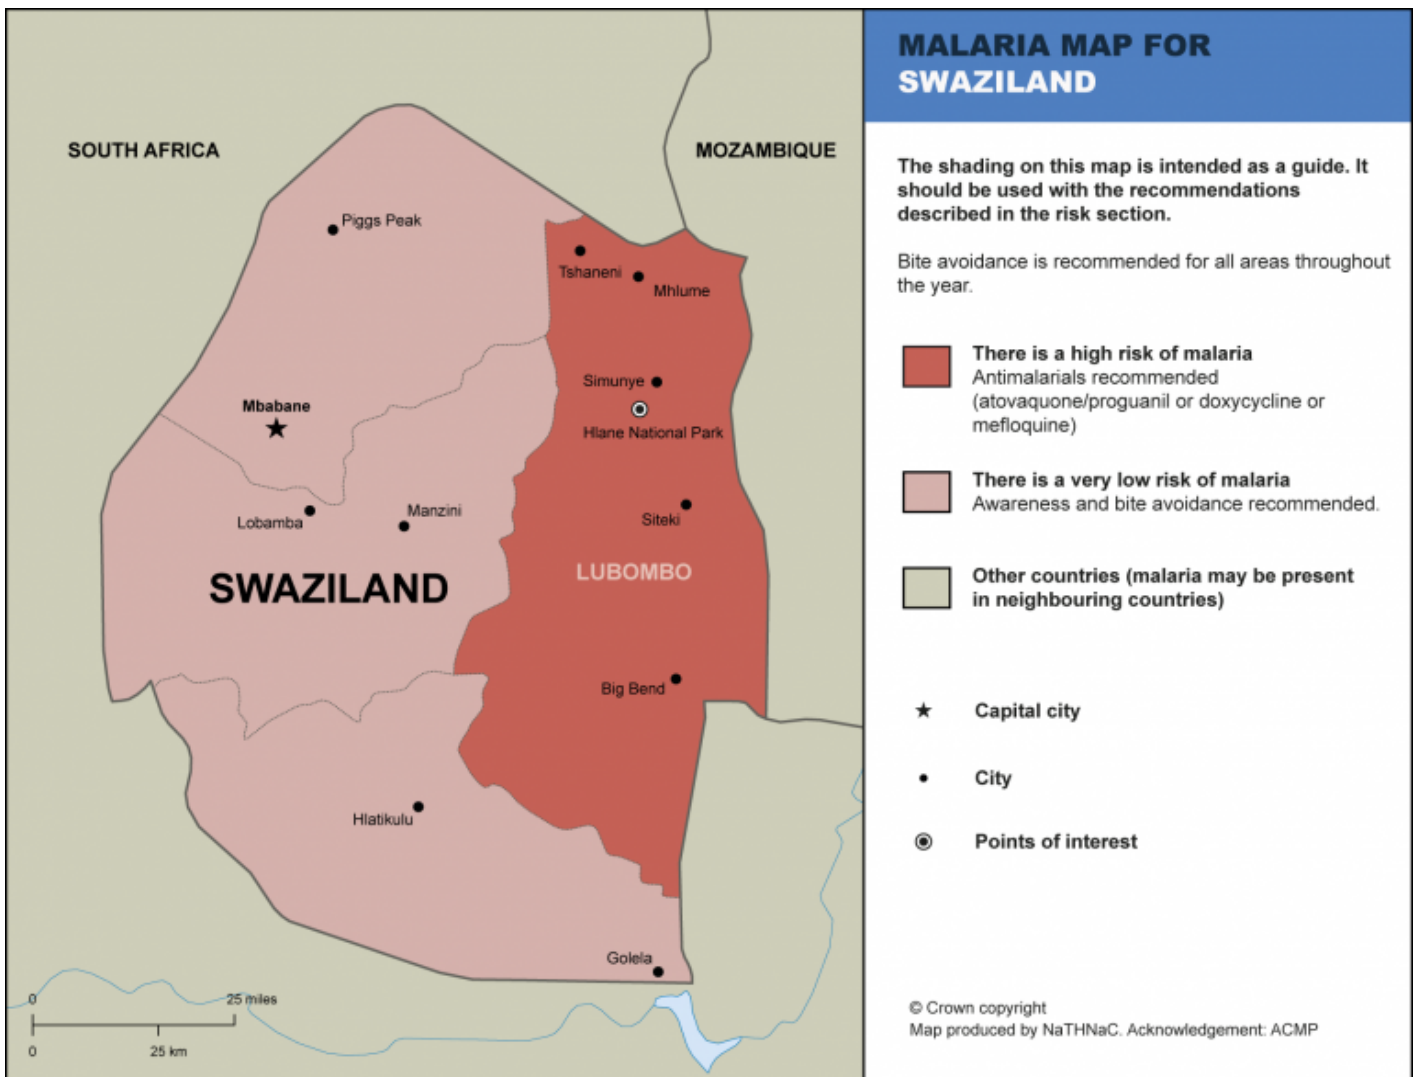 SOUTH AFRICA
MOZAMBIQUE
Piggs Peak
Tshaneni
Mhlume
Simunye
Hlane National Park
Mbabane
Lobamba
Manzini
Siteki
SWAZILAND
LUBOMBO
Big Bend
Hlatikulu
Golela
0
25 miles
0
25 km
MALARIA MAP FOR
SWAZILAND
The shading on this map is intended as a guide. It
should be used with the recommendations
described in the risk section.
Bite avoidance is recommended for all areas throughout
the year.
There is a high risk of malaria
Antimalarials recommended
(atovaquone/proguanil or doxycycline or
mefloquine)
There is a very low risk of malaria
Awareness and bite avoidance recommended.
Other countries (malaria may be present
in neighbouring countries)
Capital city
City
Points of interest
© Crown copyright
Map produced by NaTHNaC. Acknowledgement: ACMP